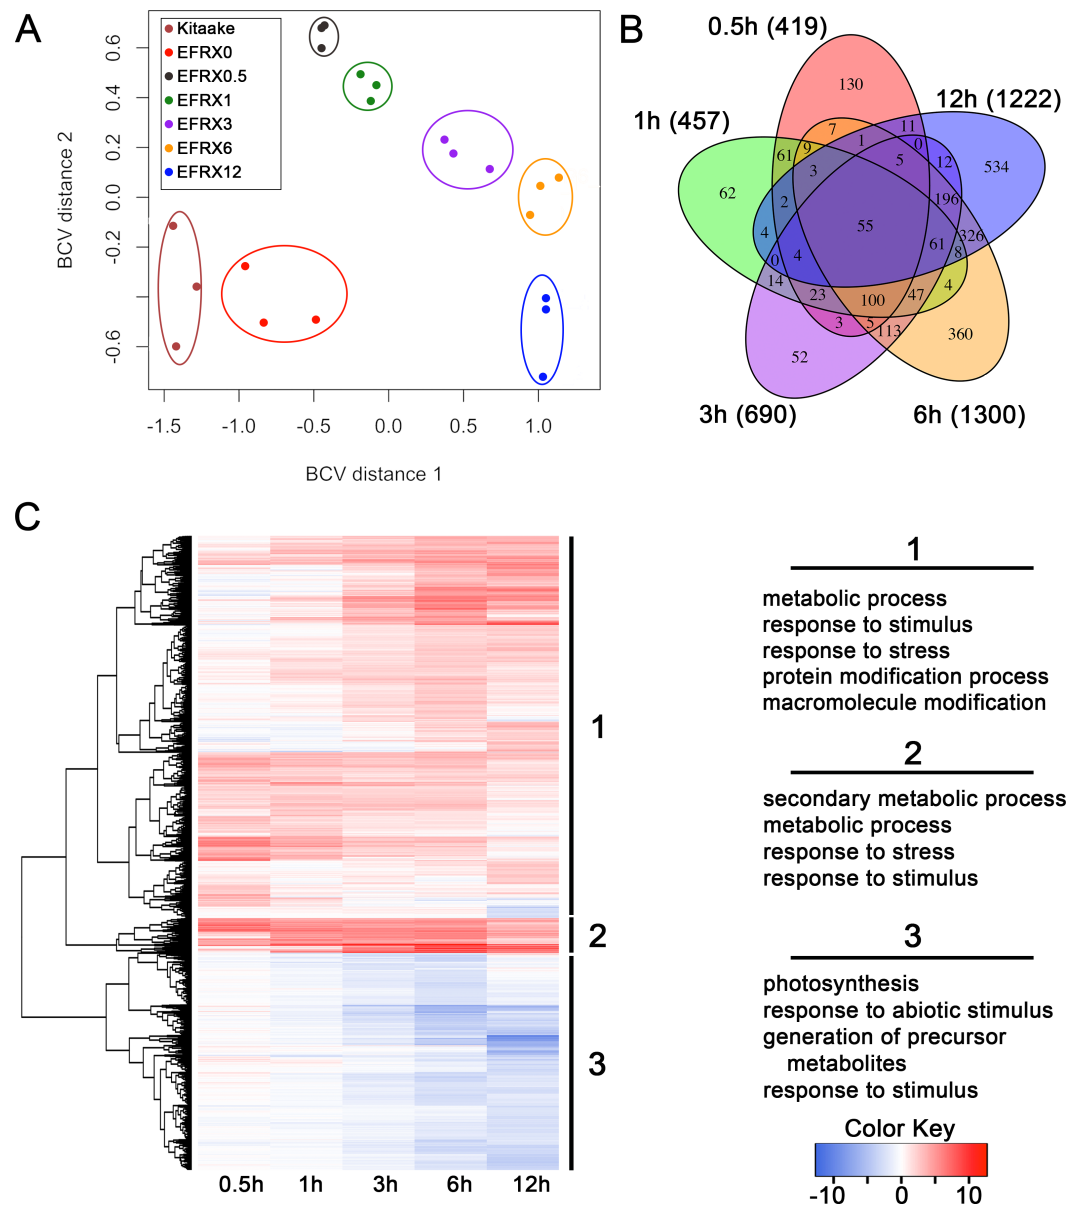 A
Kitaake
EFRX0
EFRX0.5
EFRX1
EFRX3
EFRX6
EFRX12
BCV distance 2
0.6
0.4
0.2
0.0
-0.2
-0.6
-1.5 -1.0 -0.5 0.0 0.5 1.0
BCV distance 1
B
0.5h (419)
12h (1222)
1h (457)
3h (690)
6h (1300)
130
7 11
1 0
61 9 5 12 534
3
62 2 196
55
4 61 326
0 4 8
14 23 100 47 4
3 5 113 360
52
C
0.5h 1h 3h 6h 12h
1
2
3
1
metabolic process
response to stimulus
response to stress
protein modification process
macromolecule modification
2
secondary metabolic process
metabolic process
response to stress
response to stimulus
3
photosynthesis
response to abiotic stimulus
generation of precursor
metabolites
response to stimulus
Color Key
-10 0 10